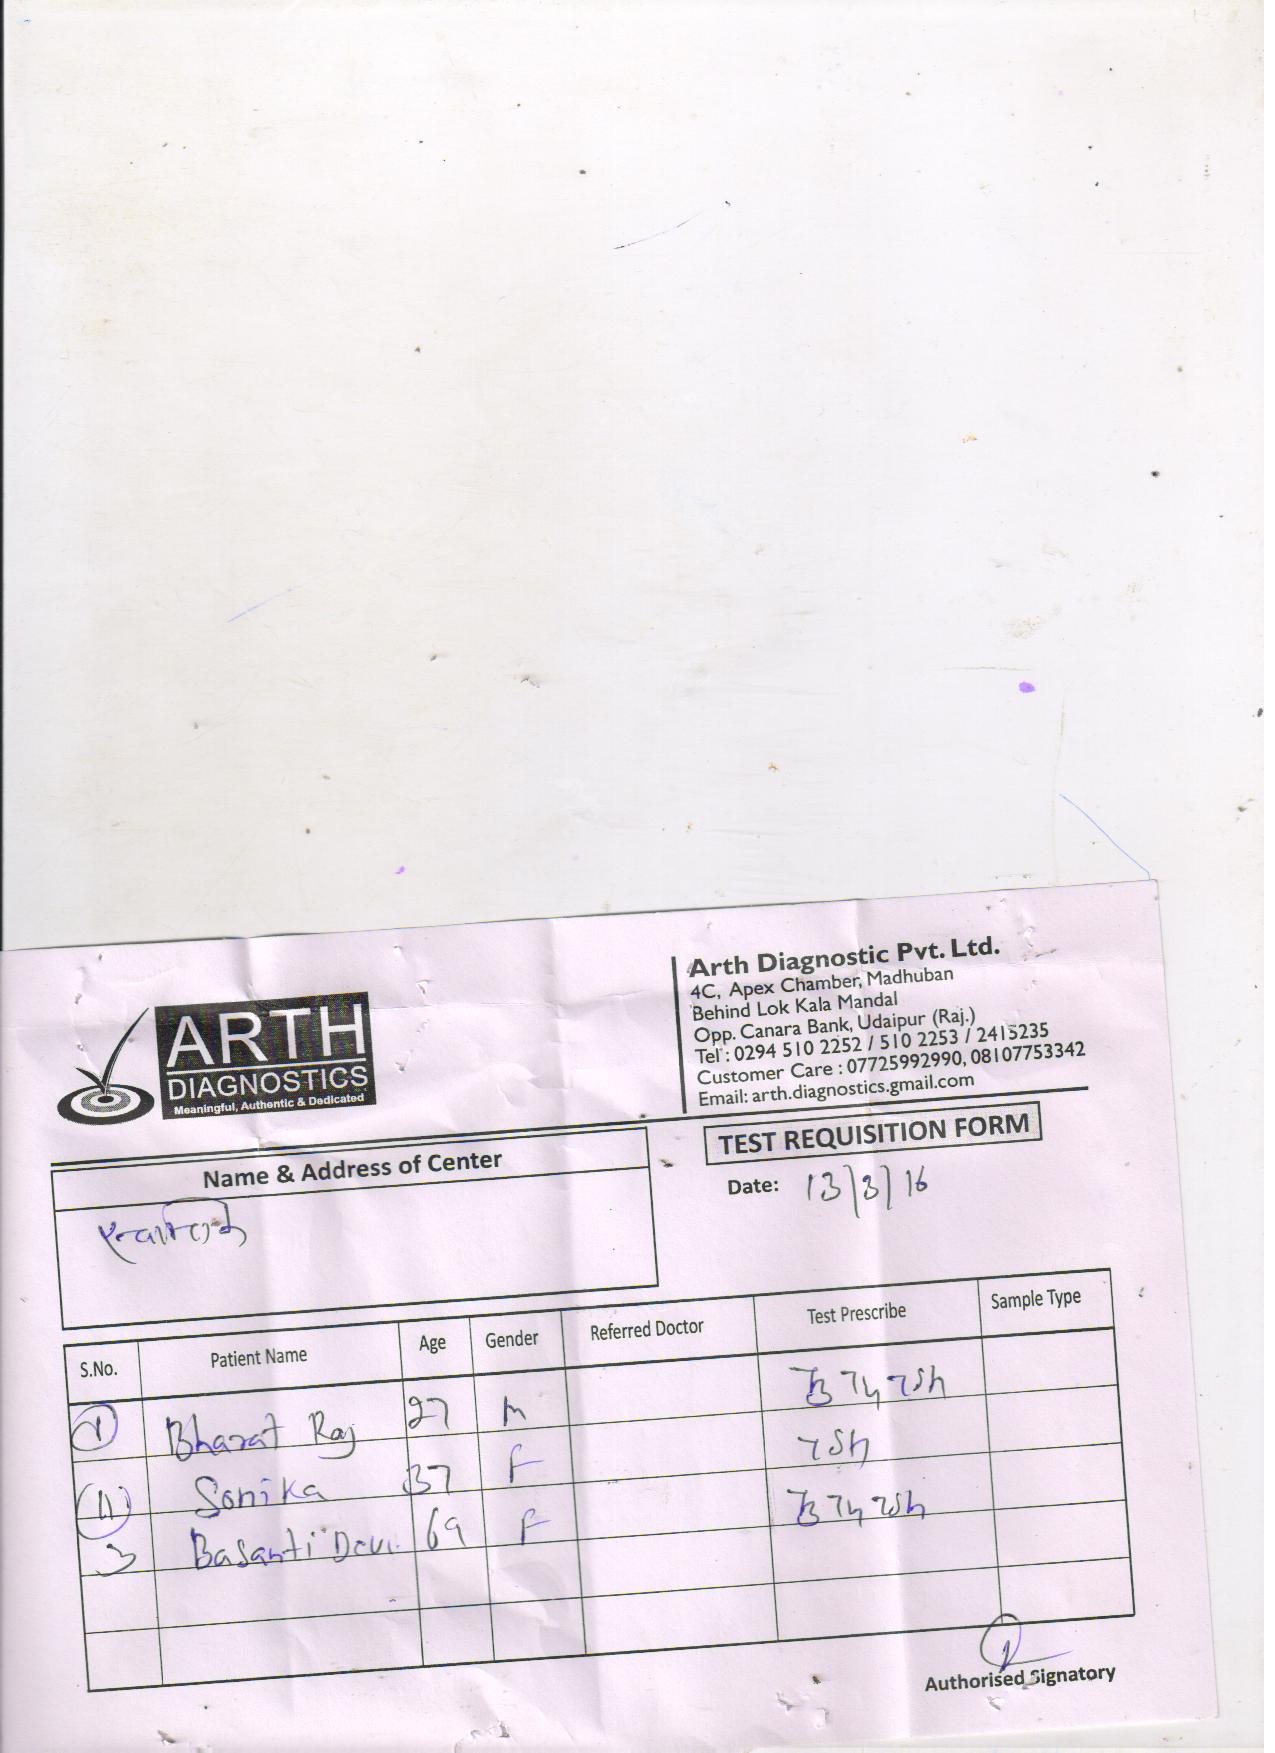 ARTH
DIAGNOSTICS
Meaningful, Authentic & Dedicated
Arth Diagnostic Pvt. Ltd.
4C, Apex Chamber, Madhuban
Behind Lok Kala Mandal
Opp. Canara Bank, Udaipur (Raj.)
Tel : 0294 510 2252 / 510 2253 / 2415235
Customer Care : 07725992990, 08107753342
Email: arth.diagnostics.gmail.com
TEST REQUISITION FORM
Name & Address of Center
Date: 13/3/16
S.No. Patient Name Age Gender Referred Doctor Test Prescribe Sample Type
1 Bharat Raj 27 M T3 T4 TSH
Sonika 37 F TSH
3 Basanti Devi 69 F T3 T4 TSH
Authorised Signatory